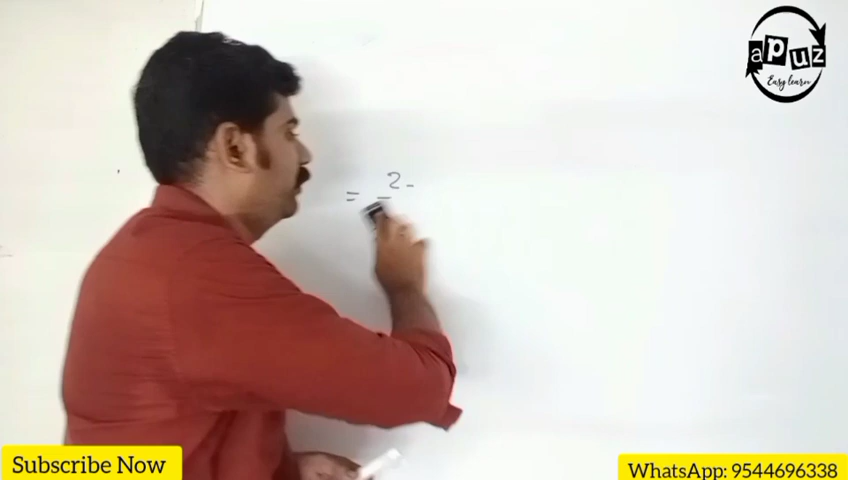 apuz
Easy learn
= 2-
Subscribe Now
WhatsApp: 9544696338